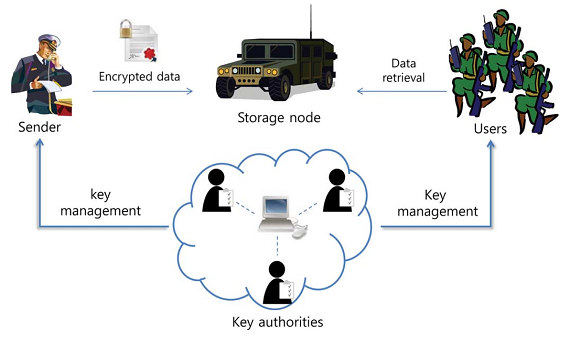 Encrypted data
Data
retrieval
Sender
Storage node
Users
key
management
Key
management
Key authorities